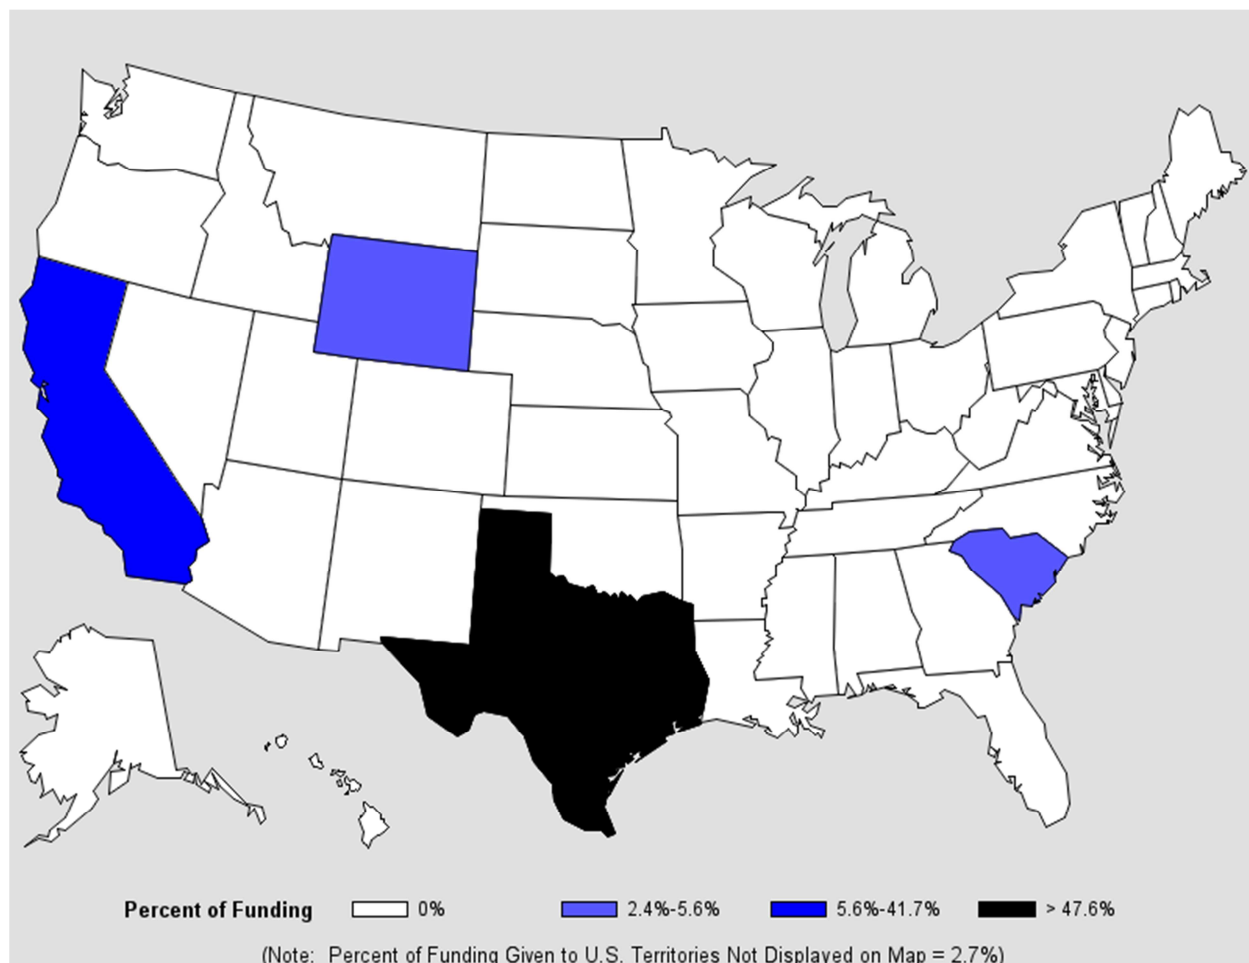 Percent of Funding 0% 2.4%-5.6% 5.6%-41.7% > 47.6%
(Note: Percent of Funding Given to U.S. Territories Not Displayed on Map = 2.7%)